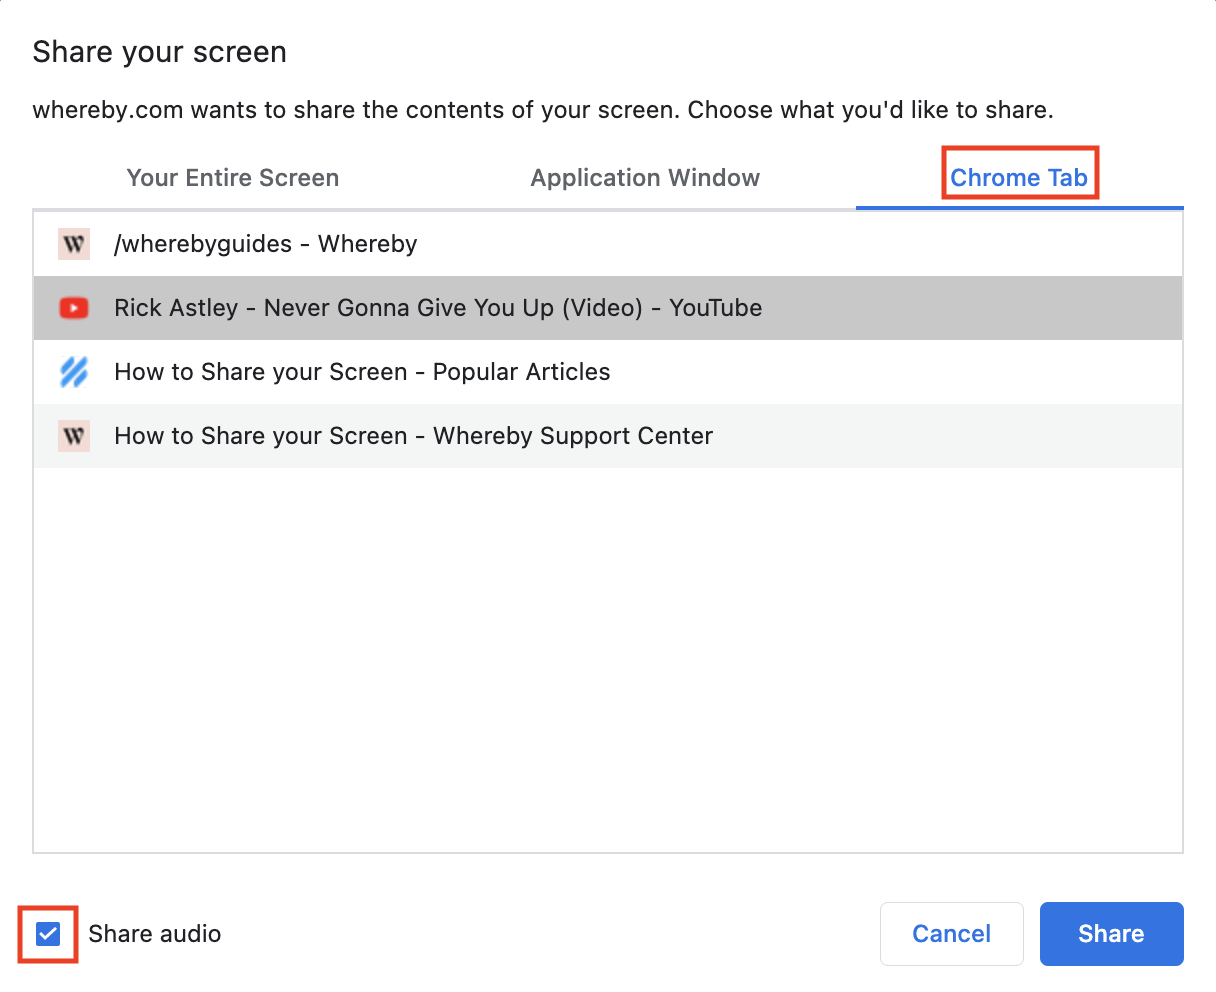 Share your screen
whereby.com wants to share the contents of your screen. Choose what you'd like to share.
Your Entire Screen
Application Window
Chrome Tab
W /wherebyguides - Whereby
Rick Astley - Never Gonna Give You Up (Video) - YouTube
How to Share your Screen - Popular Articles
W How to Share your Screen - Whereby Support Center
Share audio
Cancel
Share